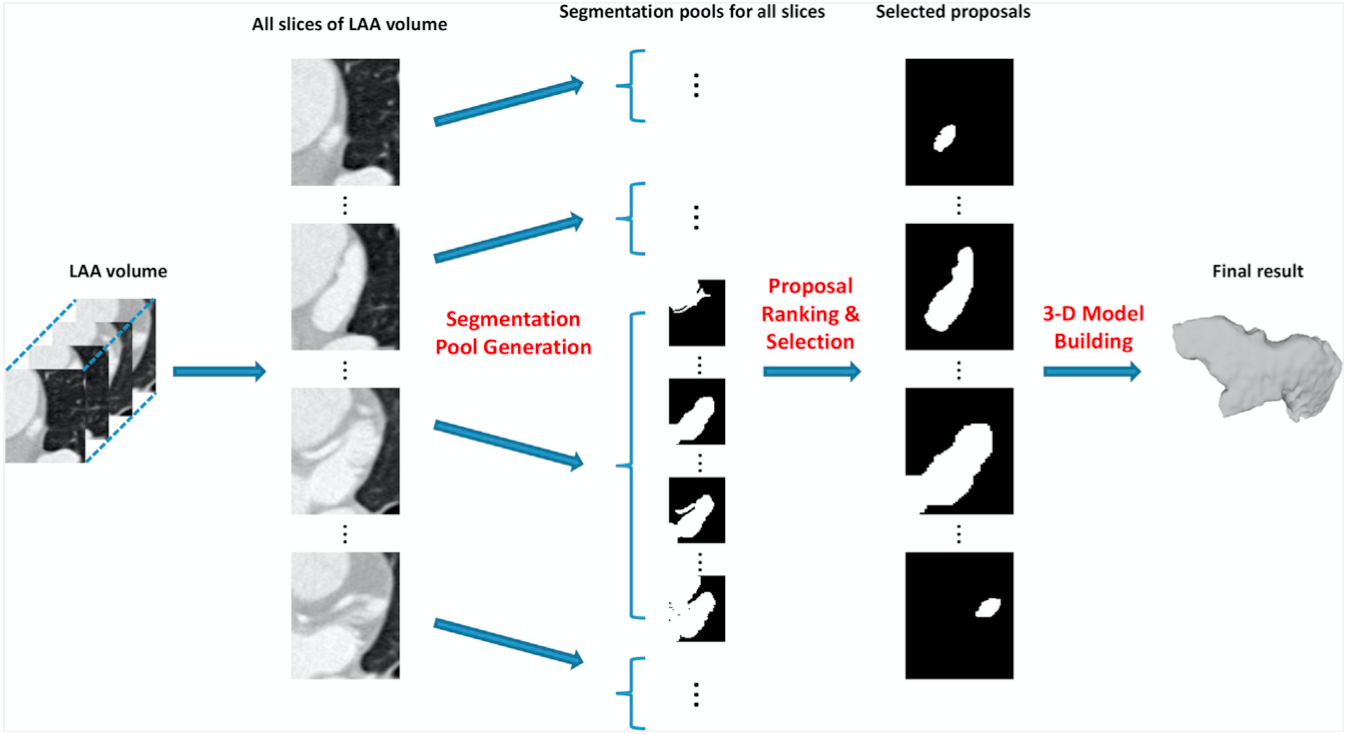 Segmentation pools for all slices
Selected proposals
All slices of LAA volume
LAA volume
Segmentation
Pool Generation
Proposal
Ranking &
Selection
3-D Model
Building
Final result